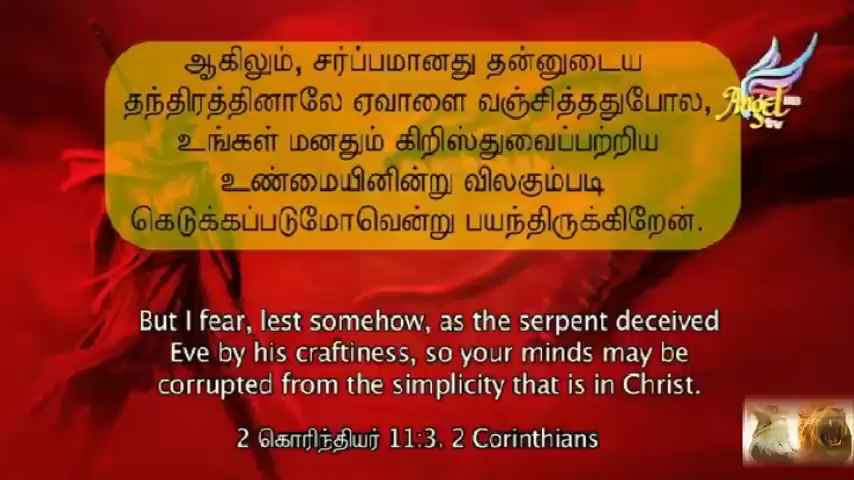 ஆகிலும், சர்ப்பமானது தன்னுடைய
தந்திரத்தினாலே ஏவாளை வஞ்சித்ததுபோல,
உங்கள் மனதும் கிறிஸ்துவைப்பற்றிய
உண்மையினின்று விலகும்படி
கெடுக்கப்படுமோவென்று பயந்திருக்கிறேன்.
Angel
tv
But I fear, lest somehow, as the serpent deceived
Eve by his craftiness, so your minds may be
corrupted from the simplicity that is in Christ.
2 கொரிந்தியர் 11:3. 2 Corinthians